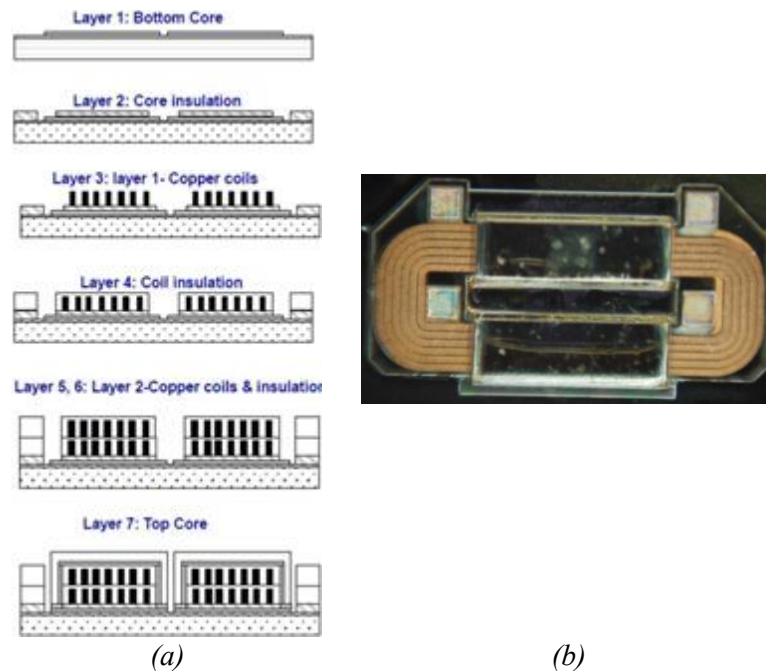 Layer 1: Bottom Core
Layer 2: Core insulation
Layer 3: layer 1- Copper coils
Layer 4: Coil insulation
Layer 5, 6: Layer 2-Copper coils & insulation
Layer 7: Top Core
(a)
(b)